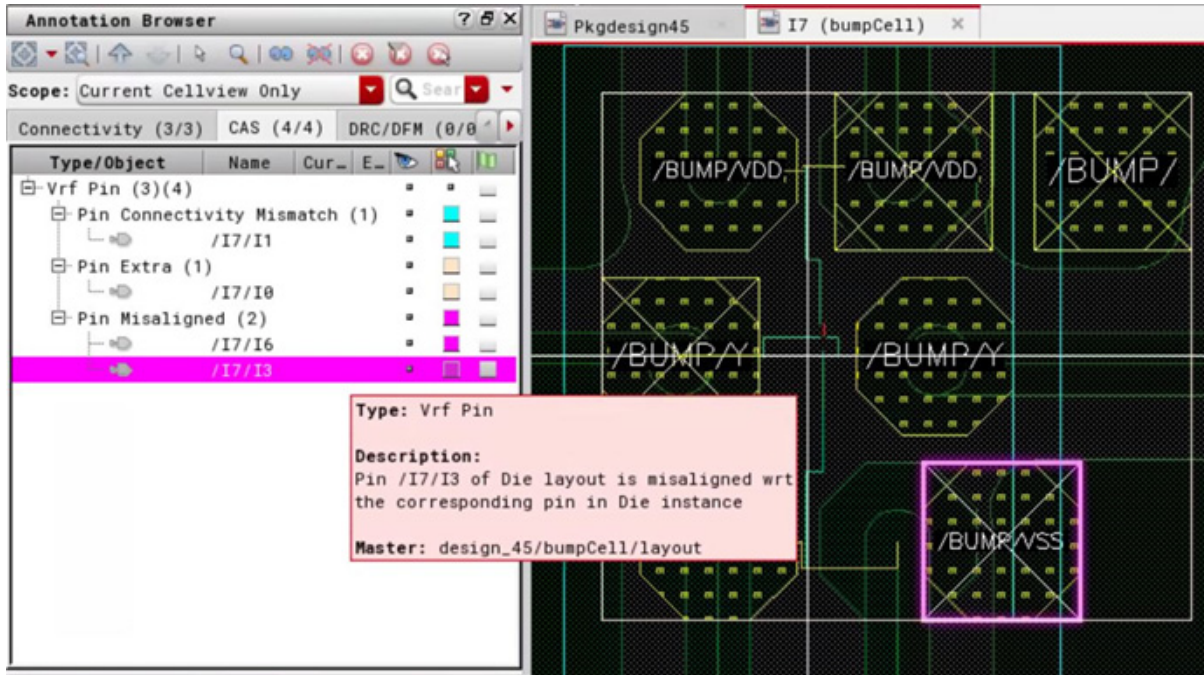 Annotation Browser
Pkgdesign45
I7 (bumpCell)
Scope: Current Cellview Only
Sear
Connectivity (3/3) CAS (4/4) DRC/DFM (0/0
Type/Object Name Cur… E…
Vrf Pin (3)(4)
Pin Connectivity Mismatch (1)
/I7/I1
Pin Extra (1)
/I7/I0
Pin Misaligned (2)
/I7/I6
/I7/I3
Type: Vrf Pin
Description:
Pin /I7/I3 of Die layout is misaligned wrt
the corresponding pin in Die instance
Master: design_45/bumpCell/layout
/BUMP/VDD /BUMP/VDD /BUMP/
/BUMP/Y /BUMP/Y
/BUMP/VSS